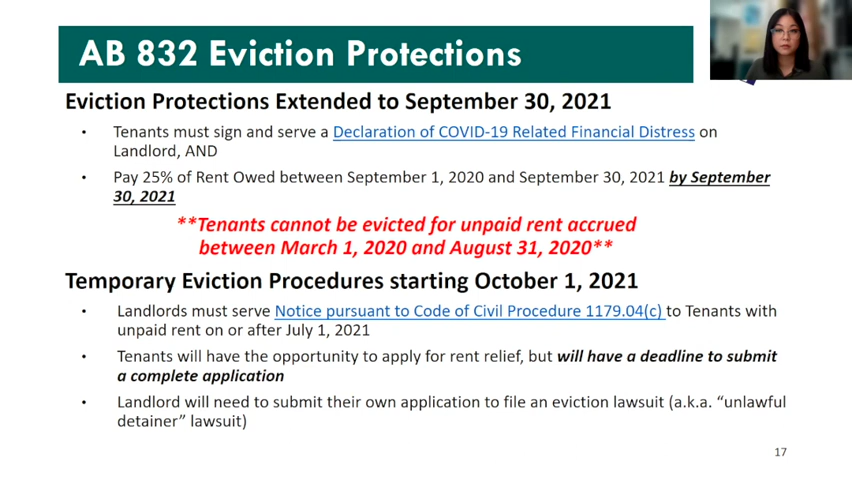 AB 832 Eviction Protections
Eviction Protections Extended to September 30, 2021
• Tenants must sign and serve a Declaration of COVID-19 Related Financial Distress on
Landlord, AND
• Pay 25% of Rent Owed between September 1, 2020 and September 30, 2021 by September
30, 2021
**Tenants cannot be evicted for unpaid rent accrued
between March 1, 2020 and August 31, 2020**
Temporary Eviction Procedures starting October 1, 2021
• Landlords must serve Notice pursuant to Code of Civil Procedure 1179.04(c) to Tenants with
unpaid rent on or after July 1, 2021
• Tenants will have the opportunity to apply for rent relief, but will have a deadline to submit
a complete application
• Landlord will need to submit their own application to file an eviction lawsuit (a.k.a. “unlawful
detainer” lawsuit)
17